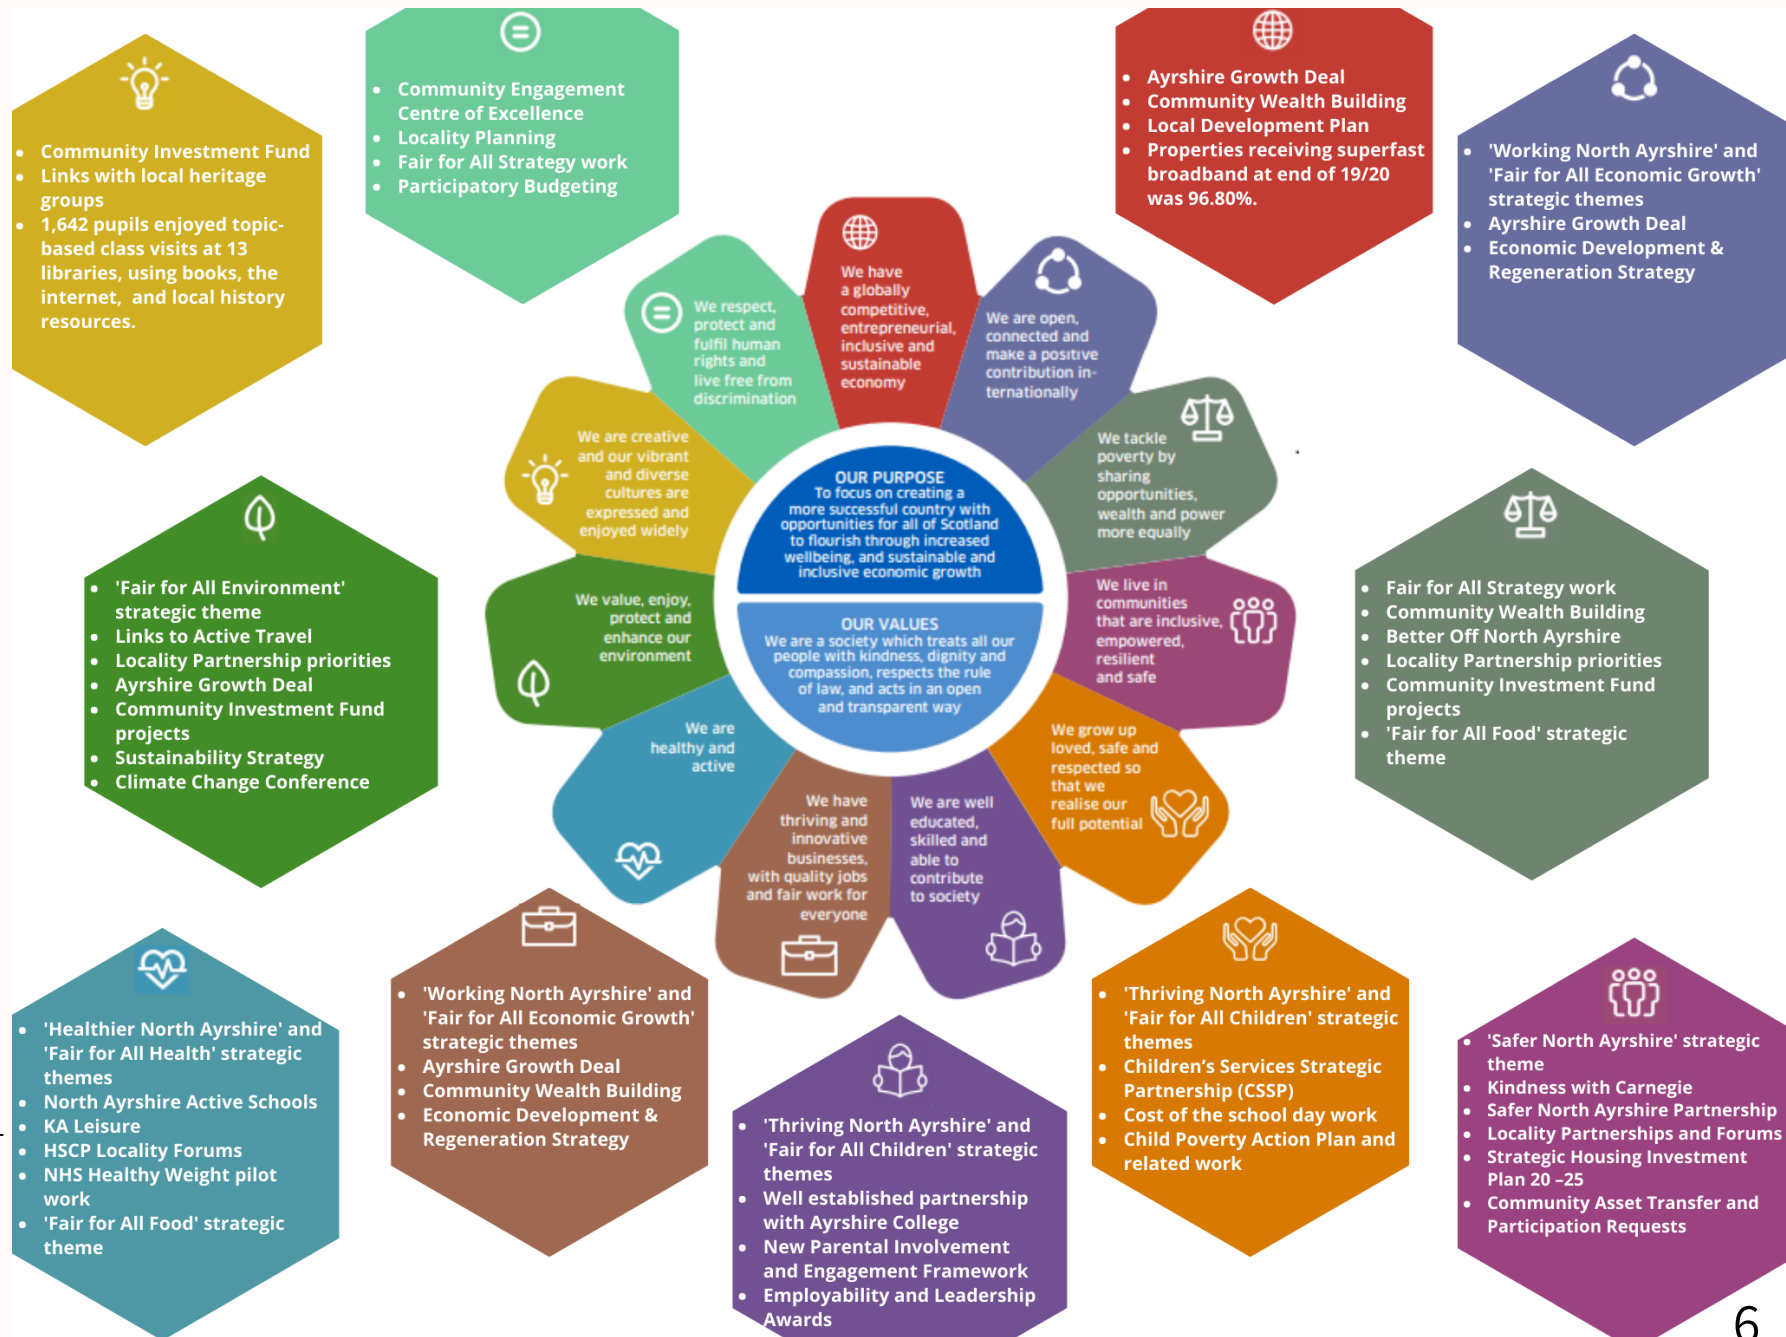 • Community Investment Fund
• Links with local heritage
groups
• 1,642 pupils enjoyed topic-
based class visits at 13
libraries, using books, the
internet,  and local history
resources.
• Community Engagement
Centre of Excellence
• Locality Planning
• Fair for All Strategy work
• Participatory Budgeting
• Ayrshire Growth Deal
• Community Wealth Building
• Local Development Plan
• Properties receiving superfast
broadband at end of 19/20
was 96.80%.
• 'Working North Ayrshire' and
'Fair for All Economic Growth'
strategic themes
• Ayrshire Growth Deal
• Economic Development &
Regeneration Strategy
We respect,
protect and
fulfil human
rights and
live free from
discrimination
We have
a globally
competitive,
entrepreneurial,
inclusive and
sustainable
economy
We are open,
connected and
make a positive
contribution in-
ternationally
We are creative
and our vibrant
and diverse
cultures are
expressed and
enjoyed widely
We tackle
poverty by
sharing
opportunities,
wealth and power
more equally
OUR PURPOSE
To focus on creating a
more successful country with
opportunities for all of Scotland
to flourish through increased
wellbeing, and sustainable and
inclusive economic growth
OUR VALUES
We are a society which treats all our
people with kindness, dignity and
compassion, respects the rule
of law, and acts in an open
and transparent way
We value, enjoy,
protect and
enhance our
environment
We live in
communities
that are inclusive,
empowered,
resilient
and safe
We are
healthy and
active
We grow up
loved, safe and
respected so
that we
realise our
full potential
We have
thriving and
innovative
businesses,
with quality jobs
and fair work for
everyone
We are well
educated,
skilled and
able to
contribute
to society
• 'Fair for All Environment'
strategic theme
• Links to Active Travel
• Locality Partnership priorities
• Ayrshire Growth Deal
• Community Investment Fund
projects
• Sustainability Strategy
• Climate Change Conference
• Fair for All Strategy work
• Community Wealth Building
• Better Off North Ayrshire
• Locality Partnership priorities
• Community Investment Fund
projects
• 'Fair for All Food' strategic
theme
• 'Healthier North Ayrshire' and
'Fair for All Health' strategic
themes
• North Ayrshire Active Schools
• KA Leisure
• HSCP Locality Forums
• NHS Healthy Weight pilot
work
• 'Fair for All Food' strategic
theme
• 'Working North Ayrshire' and
'Fair for All Economic Growth'
strategic themes
• Ayrshire Growth Deal
• Community Wealth Building
• Economic Development &
Regeneration Strategy
• 'Thriving North Ayrshire' and
'Fair for All Children' strategic
themes
• Well established partnership
with Ayrshire College
• New Parental Involvement
and Engagement Framework
• Employability and Leadership
Awards
• 'Thriving North Ayrshire' and
'Fair for All Children' strategic
themes
• Children’s Services Strategic
Partnership (CSSP)
• Cost of the school day work
• Child Poverty Action Plan and
related work
• 'Safer North Ayrshire' strategic
theme
• Kindness with Carnegie
• Safer North Ayrshire Partnership
• Locality Partnerships and Forums
• Strategic Housing Investment
Plan 20 –25
• Community Asset Transfer and
Participation Requests
6